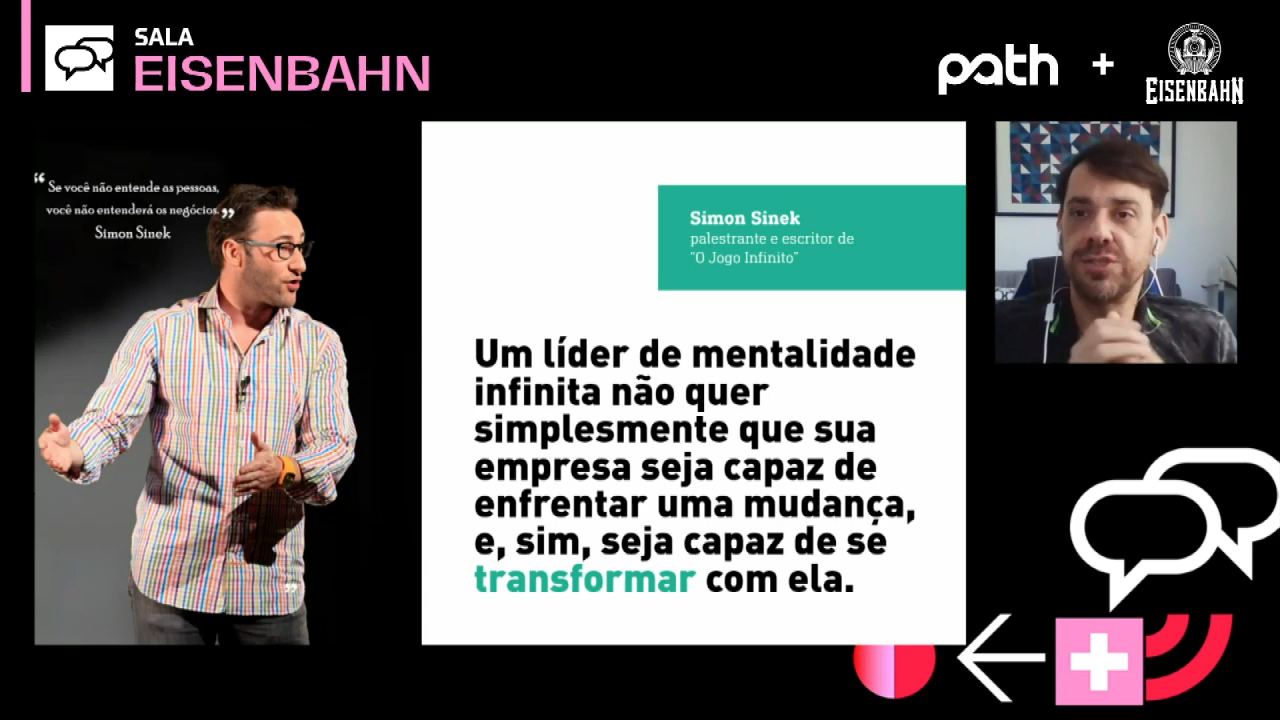 SALA
EISENBAHN
path + EISENBAHN
“Se você não entende as pessoas,
você não entenderá os negócios.”
Simon Sinek
Simon Sinek
palestrante e escritor de
"O Jogo Infinito"
Um líder de mentalidade
infinita não quer
simplesmente que sua
empresa seja capaz de
enfrentar uma mudança,
e, sim, seja capaz de se
transformar com ela.
”